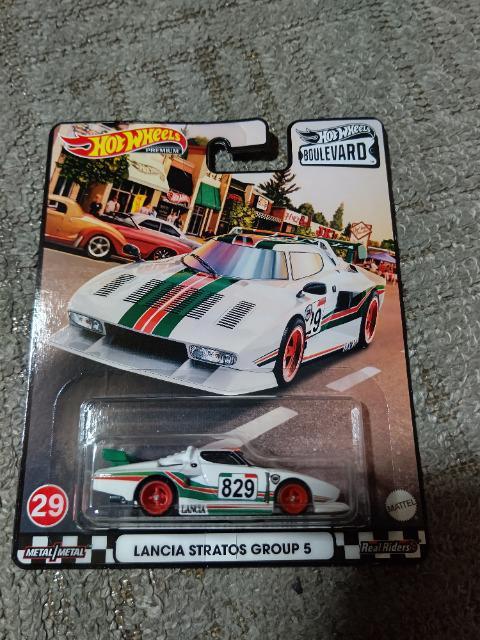 HOT WHEELS
PREMIUM
HOT WHEELS
BOULEVARD
29
829
LANCIA
29
MATTEL
METAL/METAL
LANCIA STRATOS GROUP 5
Real Riders